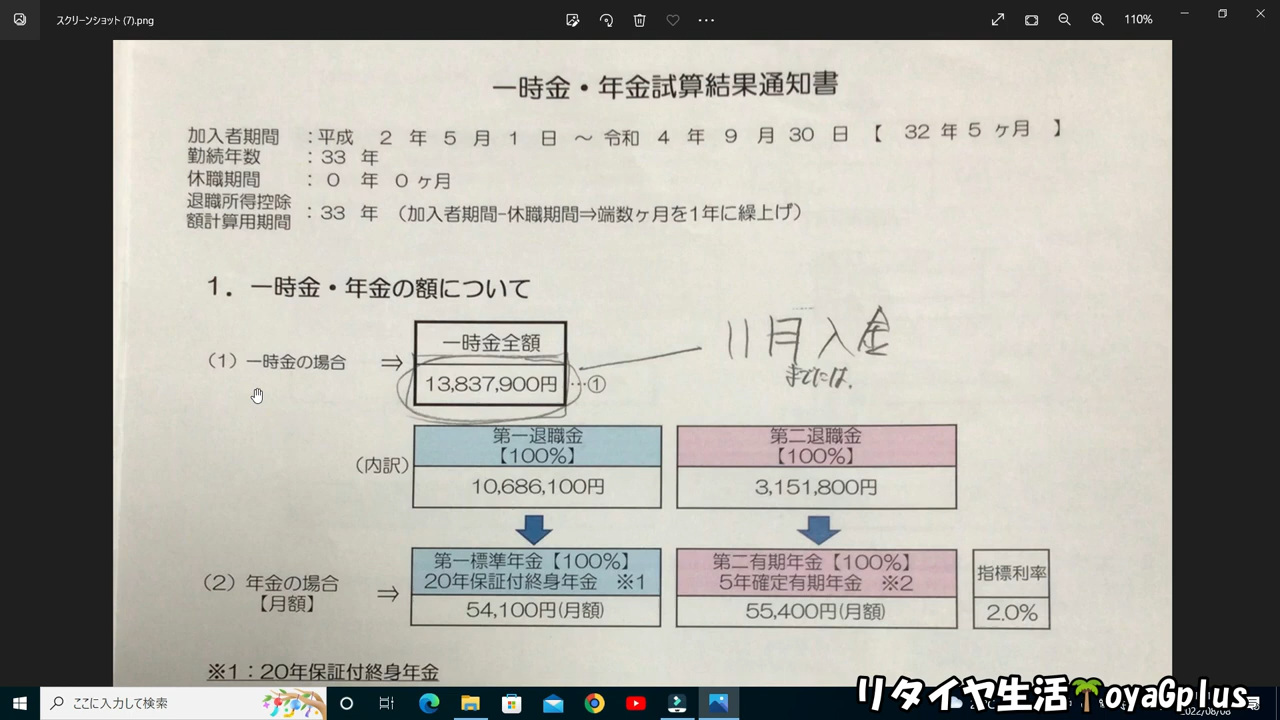 スクリーンショット (7).png
110%
一時金・年金試算結果通知書
加入者期間 :平成 2 年 5 月 1 日 ～ 令和 4 年 9 月 30 日 【 32 年 5 ヶ月 】
勤続年数 : 33 年
休職期間 : 0 年 0 ヶ月
退職所得控除
額計算用期間 : 33 年 （加入者期間-休職期間⇒端数ヶ月を1年に繰上げ）
1．一時金・年金の額について
（1）一時金の場合 ⇒
一時金全額
13,837,900円 …①
11月入金
までには.
（内訳）
第一退職金
【100%】
10,686,100円
第二退職金
【100%】
3,151,800円
（2）年金の場合
【月額】 ⇒
第一標準年金【100%】
20年保証付終身年金 ※1
54,100円(月額)
第二有期年金【100%】
5年確定有期年金 ※2
55,400円(月額)
指標利率
2.0%
※1：20年保証付終身年金
ここに入力して検索
リタイヤ生活🌴oyaGplus
2022/08/08